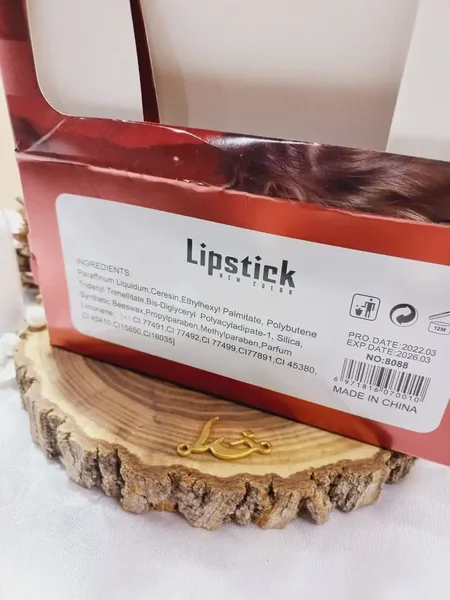 Lipstick
NEW COLOR
INGREDIENTS:
Paraffinum Liquidum,Ceresin,Ethylhexyl Palmitate, Polybutene
Tridecyl Trimellitate,Bis-Diglyceryl Polyacyladipate-1, Silica,
Synthetic Beeswax,Propylparaben,Methylparaben,Parfum
Limonene, [+/- CI 77491,CI 77492,CI 77499,CI77891,CI 45380,
CI 45410,CI15850,CI16035]
12M
PRO.DATE:2022.03
EXP.DATE:2026.03
NO:8088
6971816070010
MADE IN CHINA